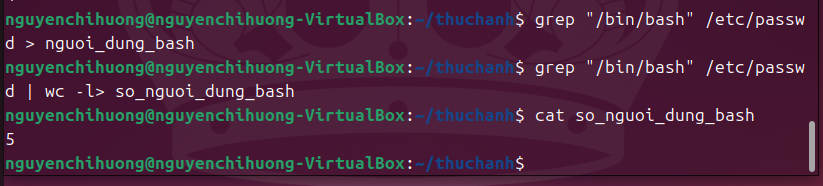 nguyenchihuong@nguyenchihuong-VirtualBox:~/thuchanh$ grep "/bin/bash" /etc/passw
d > nguoi_dung_bash
nguyenchihuong@nguyenchihuong-VirtualBox:~/thuchanh$ grep "/bin/bash" /etc/passw
d | wc -l> so_nguoi_dung_bash
nguyenchihuong@nguyenchihuong-VirtualBox:~/thuchanh$ cat so_nguoi_dung_bash
5
nguyenchihuong@nguyenchihuong-VirtualBox:~/thuchanh$